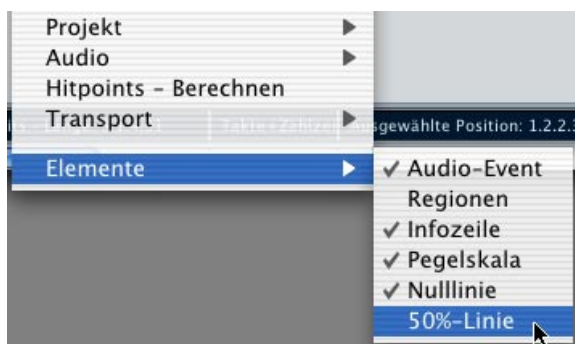 Projekt
Audio
Hitpoints – Berechnen
Transport
ausgewählte Position: 1.2.2.
Elemente
✓ Audio-Event
Regionen
✓ Infozeile
✓ Pegelskala
✓ Nulllinie
50%-Linie